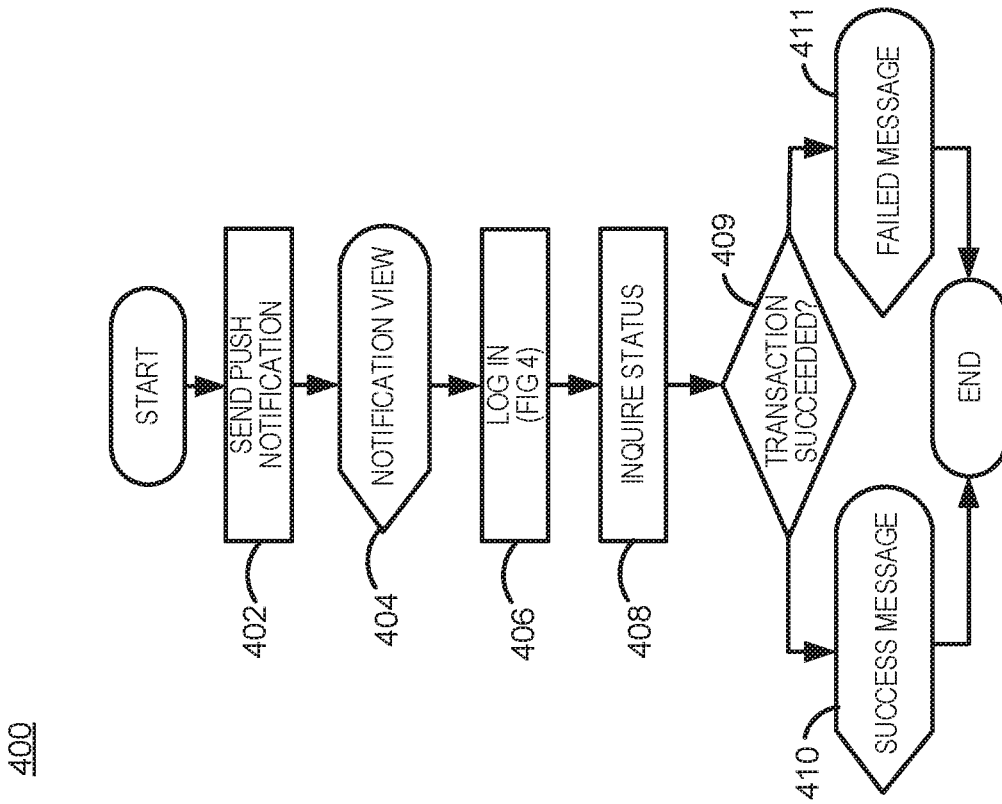 400
START
SEND PUSH
NOTIFICATION
402
NOTIFICATION VIEW
404
LOG IN
(FIG 4)
406
INQUIRE STATUS
408
TRANSACTION
SUCCEEDED?
409
SUCCESS MESSAGE
410
FAILED MESSAGE
411
END